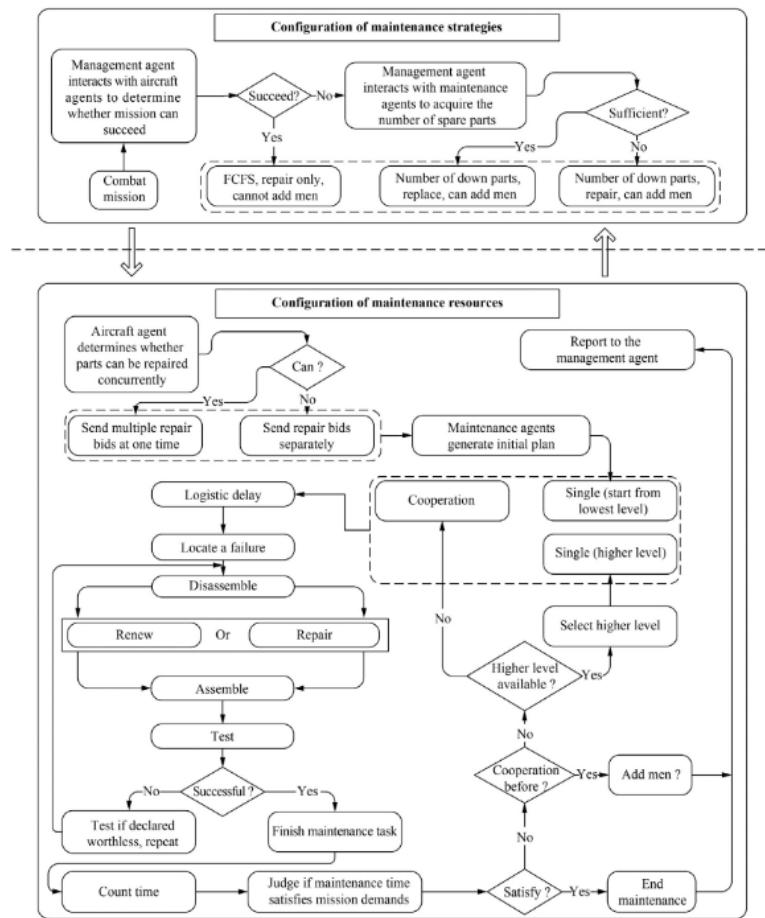 Configuration of maintenance strategies
Management agent
interacts with aircraft
agents to determine
whether mission can
succeed
Succeed?
No
Management agent
interacts with maintenance
agents to acquire the
number of spare parts
Sufficient?
Yes
Yes
No
Combat
mission
FCFS, repair only,
cannot add men
Number of down parts,
replace, can add men
Number of down parts,
repair, can add men
Configuration of maintenance resources
Aircraft agent
determines whether
parts can be repaired
concurrently
Can ?
Report to the
management agent
Yes
No
Send multiple repair
bids at one time
Send repair bids
separately
Maintenance agents
generate initial plan
Logistic delay
Cooperation
Single (start from
lowest level)
Locate a failure
Single (higher level)
Disassemble
No
Select higher level
Renew
Or
Repair
Higher level
available ?
Yes
Assemble
No
Test
Cooperation
before ?
Yes
Add men ?
No
Successful ?
Yes
Test if declared
worthless, repeat
Finish maintenance task
No
Count time
Judge if maintenance time
satisfies mission demands
Satisfy ?
Yes
End
maintenance